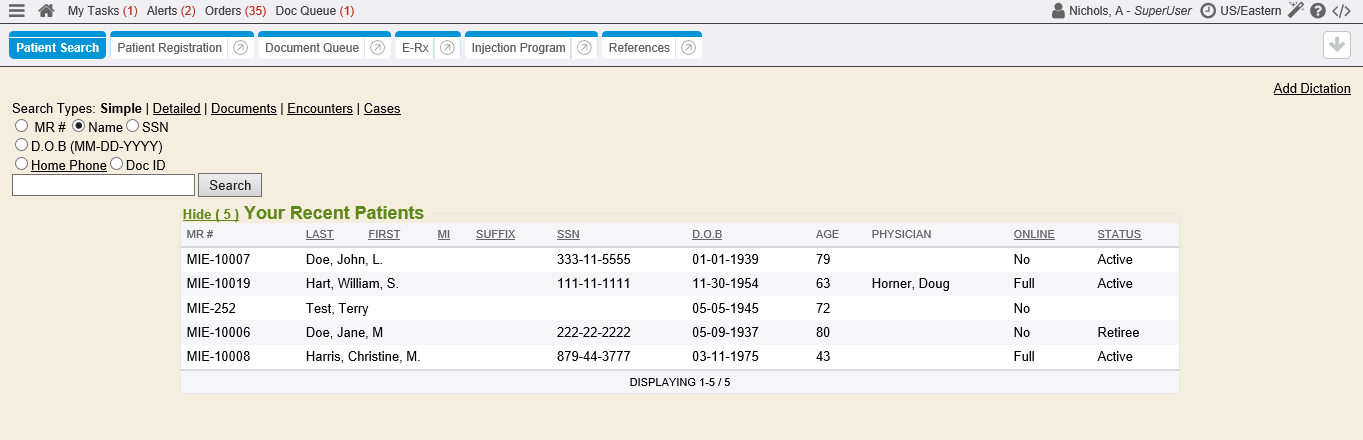 My Tasks (1) Alerts (2) Orders (35) Doc Queue (1) Nichols, A - SuperUser US/Eastern
Patient Search Patient Registration Document Queue E-Rx Injection Program References
Add Dictation
Search Types: Simple | Detailed | Documents | Encounters | Cases
MR # Name SSN
D.O.B (MM-DD-YYYY)
Home Phone Doc ID
Search
Hide ( 5 ) Your Recent Patients
MR # LAST FIRST MI SUFFIX SSN D.O.B AGE PHYSICIAN ONLINE STATUS
MIE-10007 Doe, John, L. 333-11-5555 01-01-1939 79 No Active
MIE-10019 Hart, William, S. 111-11-1111 11-30-1954 63 Horner, Doug Full Active
MIE-252 Test, Terry 05-05-1945 72 No
MIE-10006 Doe, Jane, M 222-22-2222 05-09-1937 80 No Retiree
MIE-10008 Harris, Christine, M. 879-44-3777 03-11-1975 43 Full Active
DISPLAYING 1-5 / 5